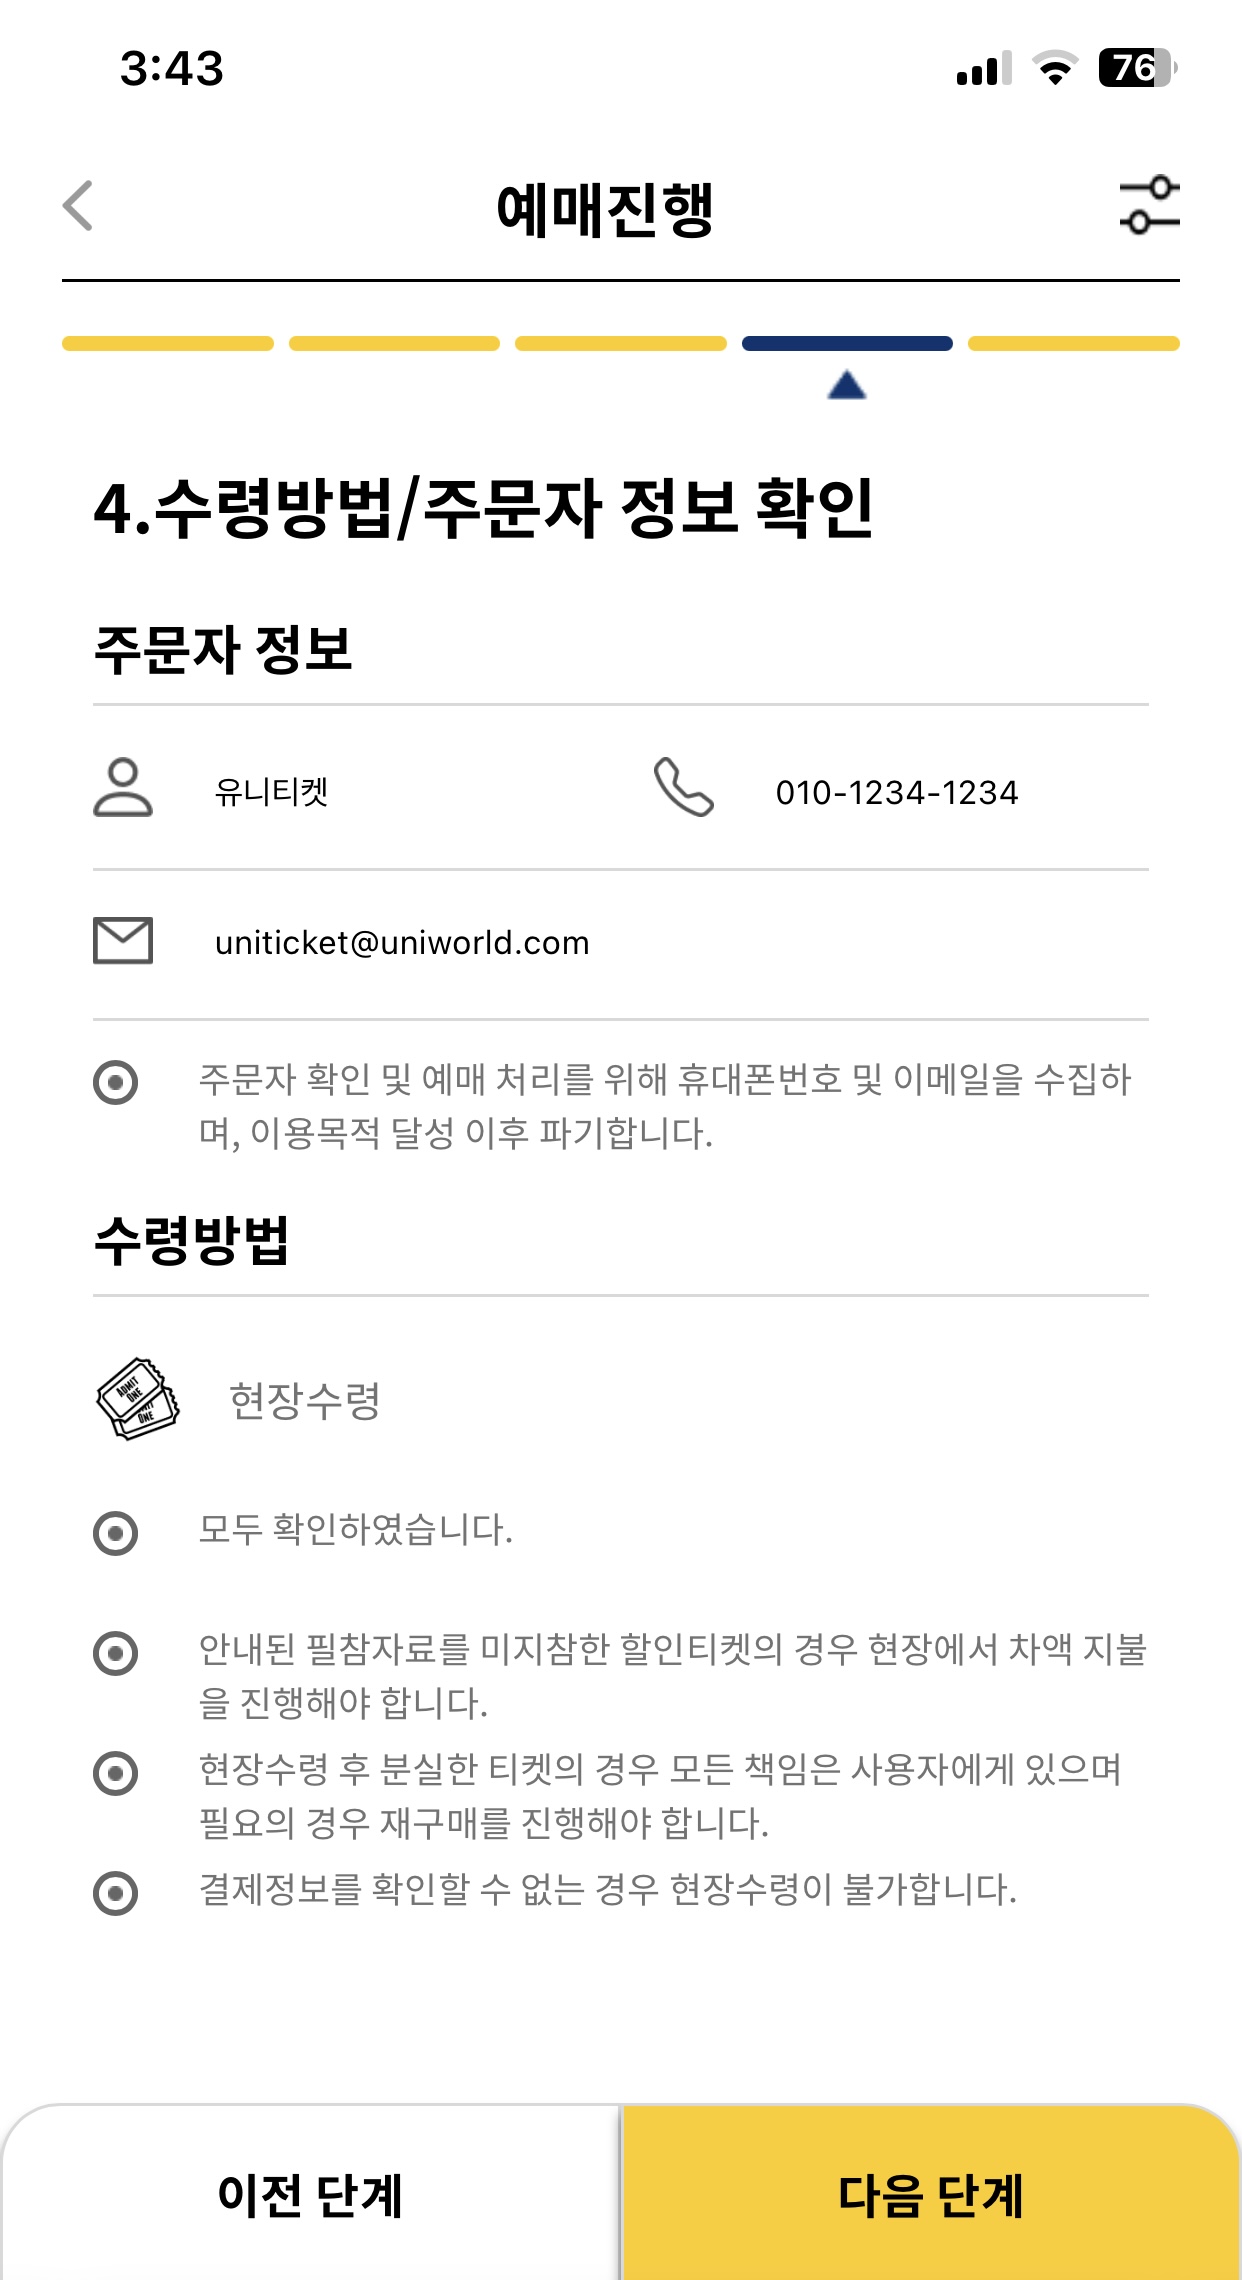 3:43
76
예매진행
4.수령방법/주문자 정보 확인
주문자 정보
유니티켓
010-1234-1234
uniticket@uniworld.com
주문자 확인 및 예매 처리를 위해 휴대폰번호 및 이메일을 수집하
며, 이용목적 달성 이후 파기합니다.
수령방법
ADMIT
ONE
ONE
현장수령
모두 확인하였습니다.
안내된 필참자료를 미지참한 할인티켓의 경우 현장에서 차액 지불
을 진행해야 합니다.
현장수령 후 분실한 티켓의 경우 모든 책임은 사용자에게 있으며
필요의 경우 재구매를 진행해야 합니다.
결제정보를 확인할 수 없는 경우 현장수령이 불가합니다.
이전 단계
다음 단계